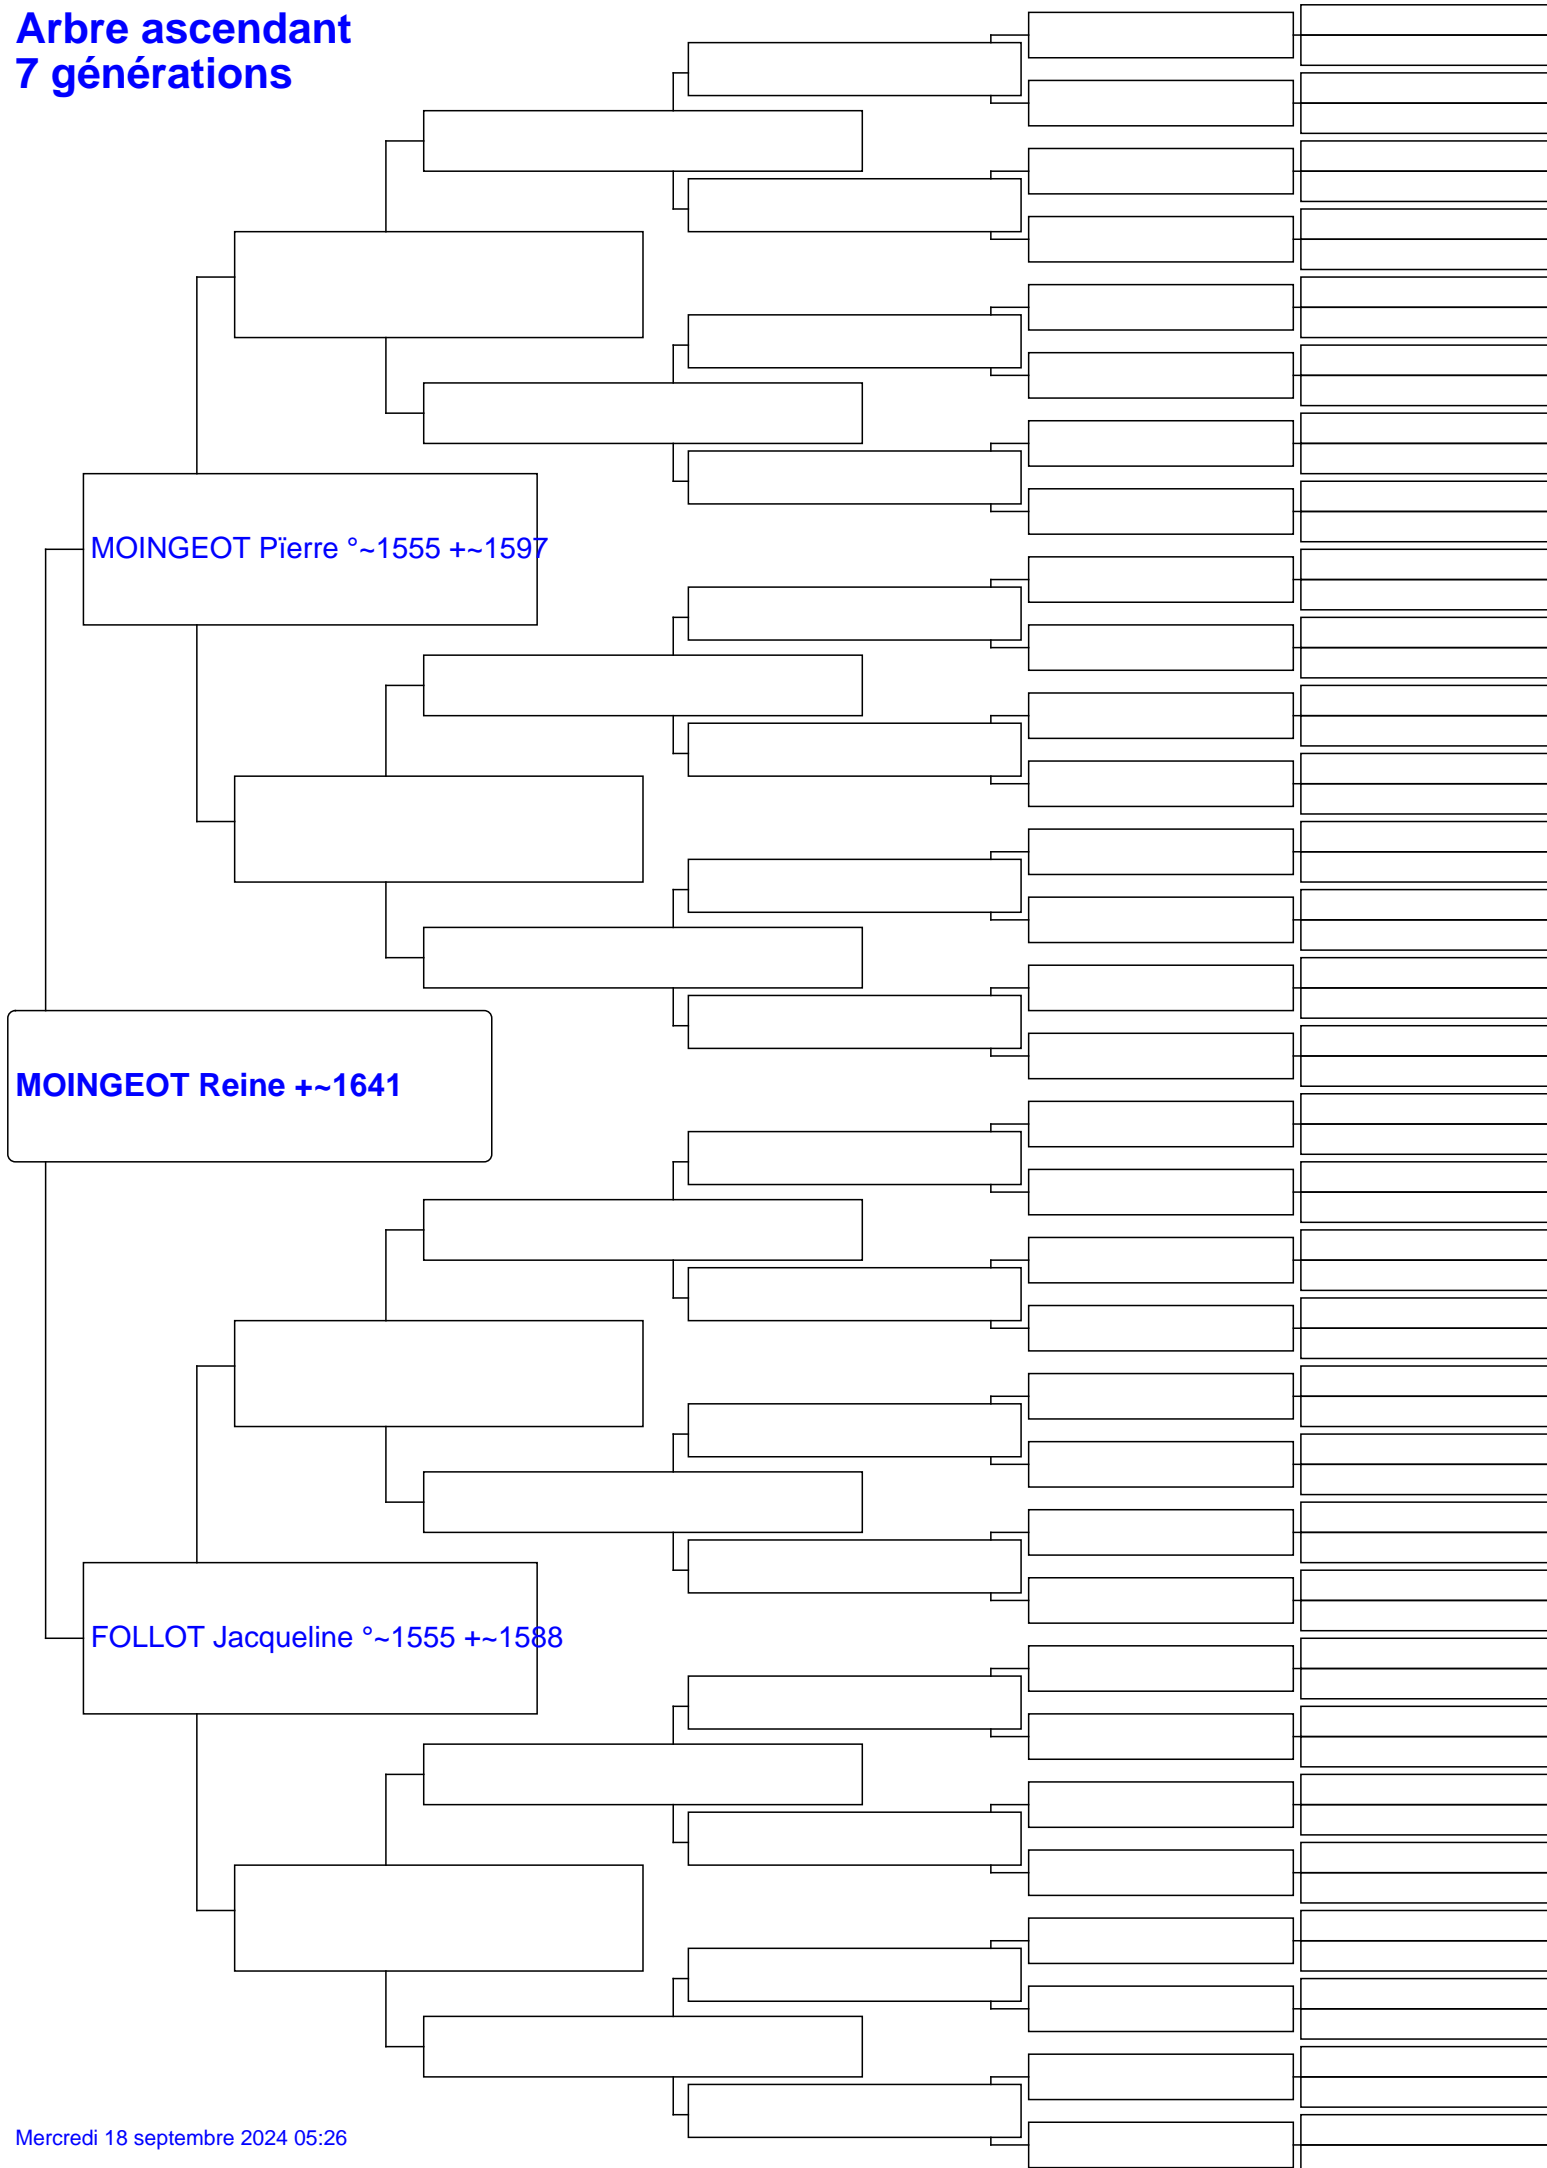 Arbre ascendant
7 générations
MOINGEOT Pïerre °~1555 +~1597
MOINGEOT Reine +~1641
FOLLOT Jacqueline °~1555 +~1588
Mercredi 18 septembre 2024 05:26